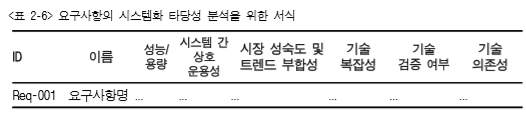 <표 2-6> 요구사항의 시스템화 타당성 분석을 위한 서식
ID 이름 성능/용량 시스템 간 상호 운용성 시장 성숙도 및 트렌드 부합성 기술 복잡성 기술 검증 여부 기술 의존성
Req-001 요구사항명 ... ... ... ... ... ...